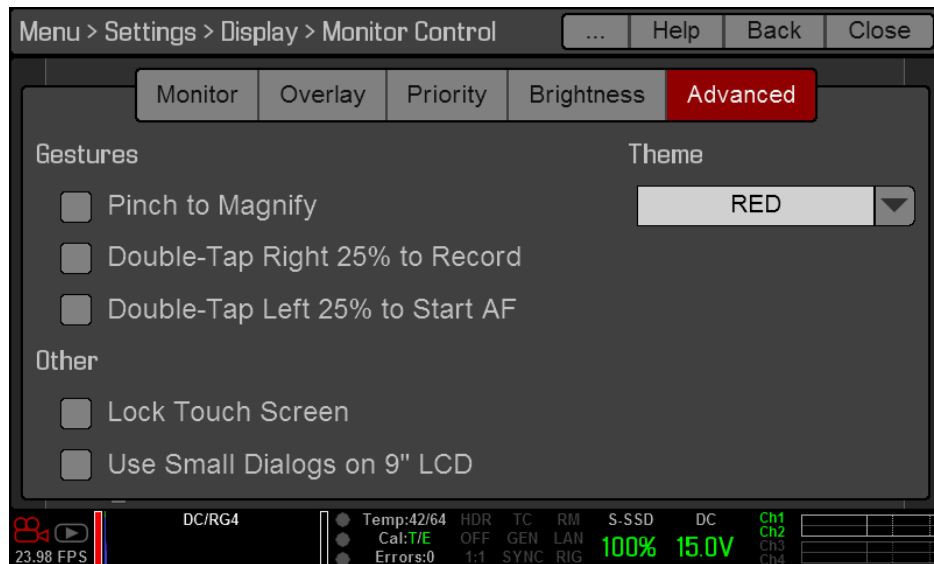 Menu > Settings > Display > Monitor Control ... Help Back Close
Monitor Overlay Priority Brightness Advanced
Gestures Theme
Pinch to Magnify RED
Double-Tap Right 25% to Record
Double-Tap Left 25% to Start AF
Other
Lock Touch Screen
Use Small Dialogs on 9" LCD
DC/RG4 Temp:42/64 HDR TC RM S-SSD DC Ch1
Cal:T/E OFF GEN LAN 100% 15.0V Ch2
23.98 FPS Errors:0 1:1 SYNC RIG Ch3
Ch4